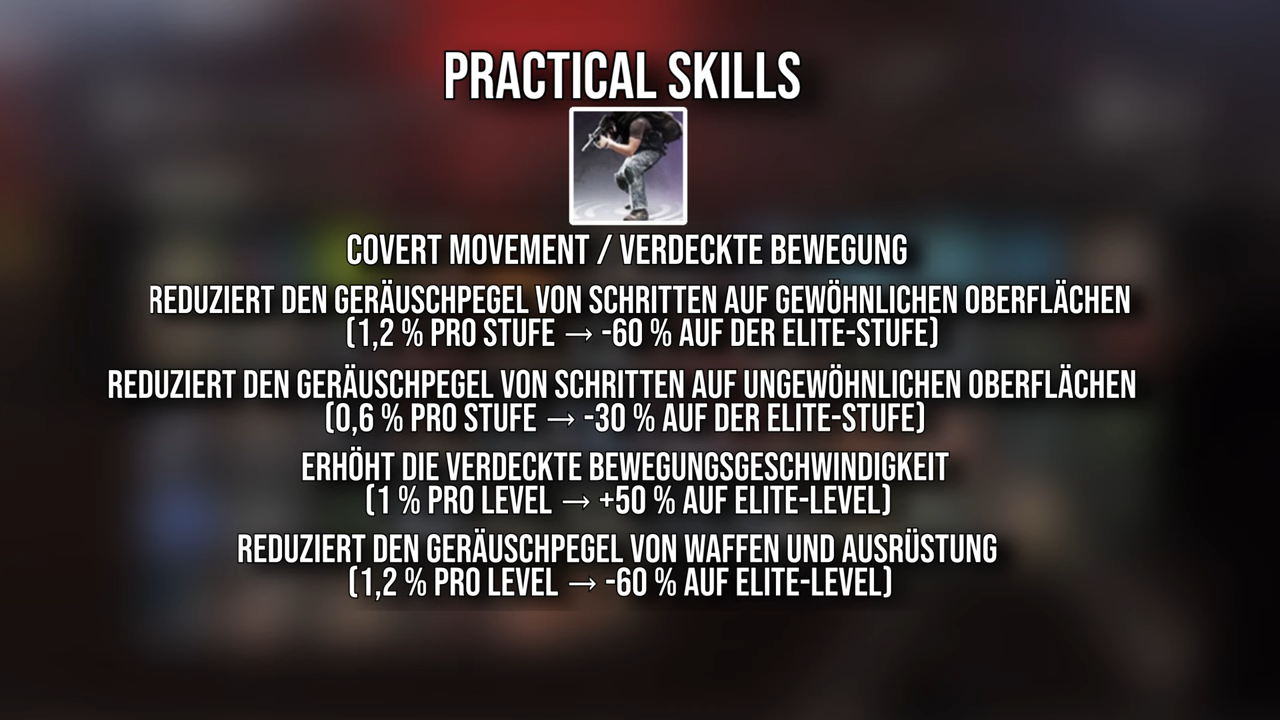 PRACTICAL SKILLS
COVERT MOVEMENT / VERDECKTE BEWEGUNG
REDUZIERT DEN GERÄUSCHPEGEL VON SCHRITTEN AUF GEWÖHNLICHEN OBERFLÄCHEN
(1,2 % PRO STUFE → -60 % AUF DER ELITE-STUFE)
REDUZIERT DEN GERÄUSCHPEGEL VON SCHRITTEN AUF UNGEWÖHNLICHEN OBERFLÄCHEN
(0,6 % PRO STUFE → -30 % AUF DER ELITE-STUFE)
ERHÖHT DIE VERDECKTE BEWEGUNGSGESCHWINDIGKEIT
(1 % PRO LEVEL → +50 % AUF ELITE-LEVEL)
REDUZIERT DEN GERÄUSCHPEGEL VON WAFFEN UND AUSRÜSTUNG
(1,2 % PRO LEVEL → -60 % AUF ELITE-LEVEL)